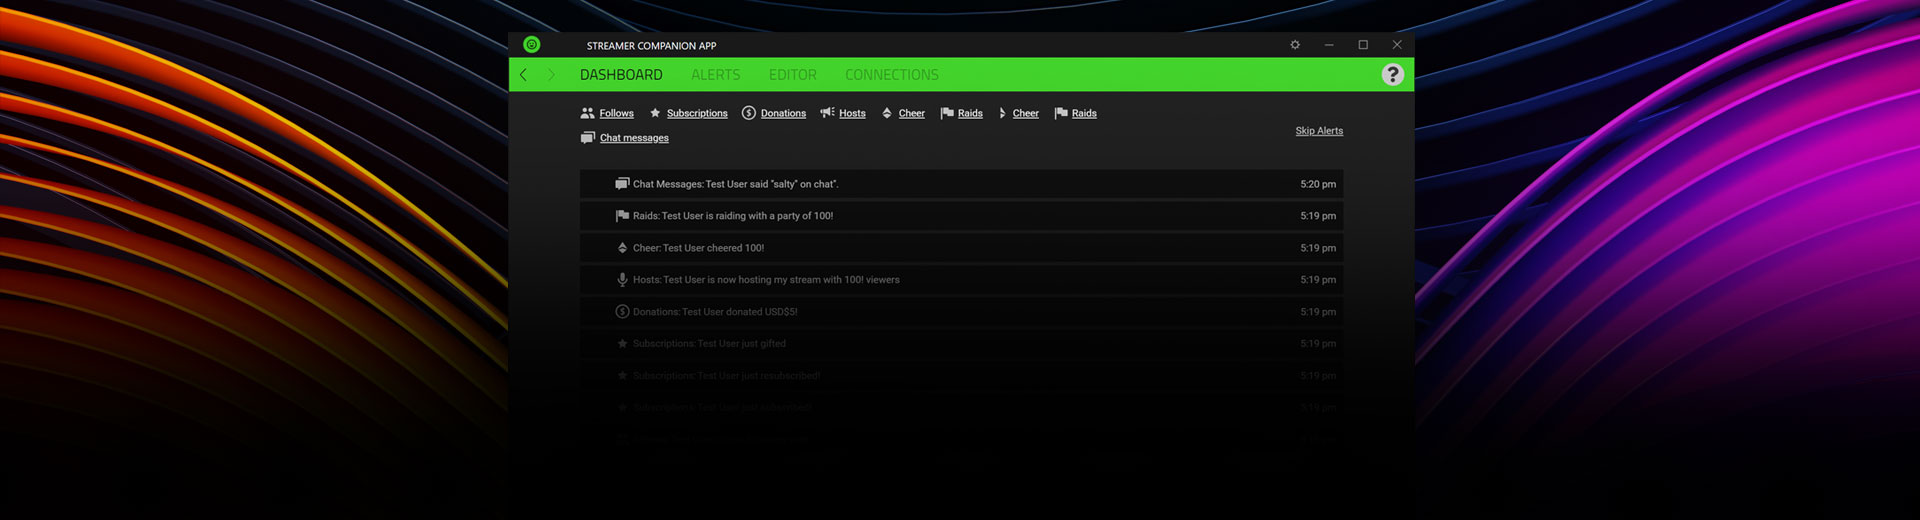 STREAMER COMPANION APP
DASHBOARD ALERTS EDITOR CONNECTIONS ?
Follows Subscriptions Donations Hosts Cheer Raids Cheer Raids
Skip Alerts
Chat messages
Chat Messages: Test User said "salty" on chat". 5:20 pm
Raids: Test User is raiding with a party of 100! 5:19 pm
Cheer: Test User cheered 100! 5:19 pm
Hosts: Test User is now hosting my stream with 100! viewers 5:19 pm
Donations: Test User donated USD$5! 5:19 pm
Subscriptions: Test User just gifted 5:19 pm
Subscriptions: Test User just resubscribed! 5:19 pm
Subscriptions: Test User just subscribed! 5:19 pm